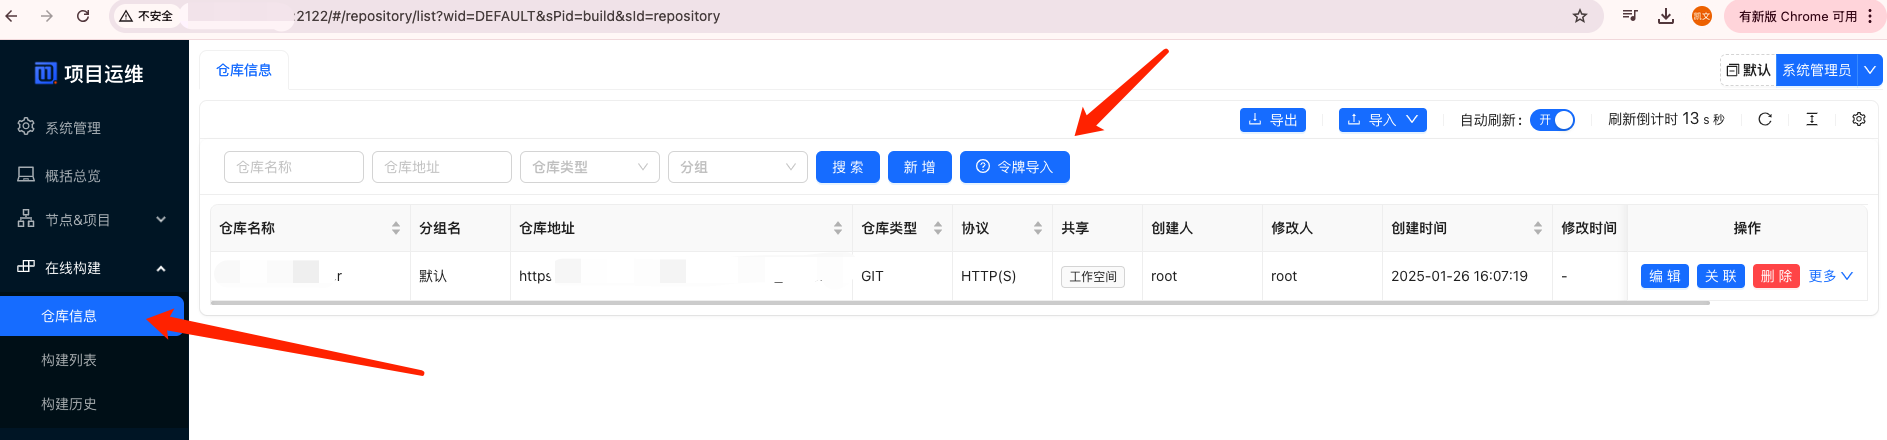 不安全 :2122/#/repository/list?wid=DEFAULT&sPid=build&sId=repository 凯文 有新版 Chrome 可用
项目运维
仓库信息
默认 系统管理员
系统管理
概括总览
节点&项目
在线构建
仓库信息
构建列表
构建历史
导出 导入 自动刷新: 开 刷新倒计时 13 s 秒
仓库名称 仓库地址 仓库类型 分组 搜 索 新 增 令牌导入
仓库名称 分组名 仓库地址 仓库类型 协议 共享 创建人 修改人 创建时间 修改时间 操作
r 默认 https GIT HTTP(S) 工作空间 root root 2025-01-26 16:07:19 - 编 辑 关 联 删 除 更多